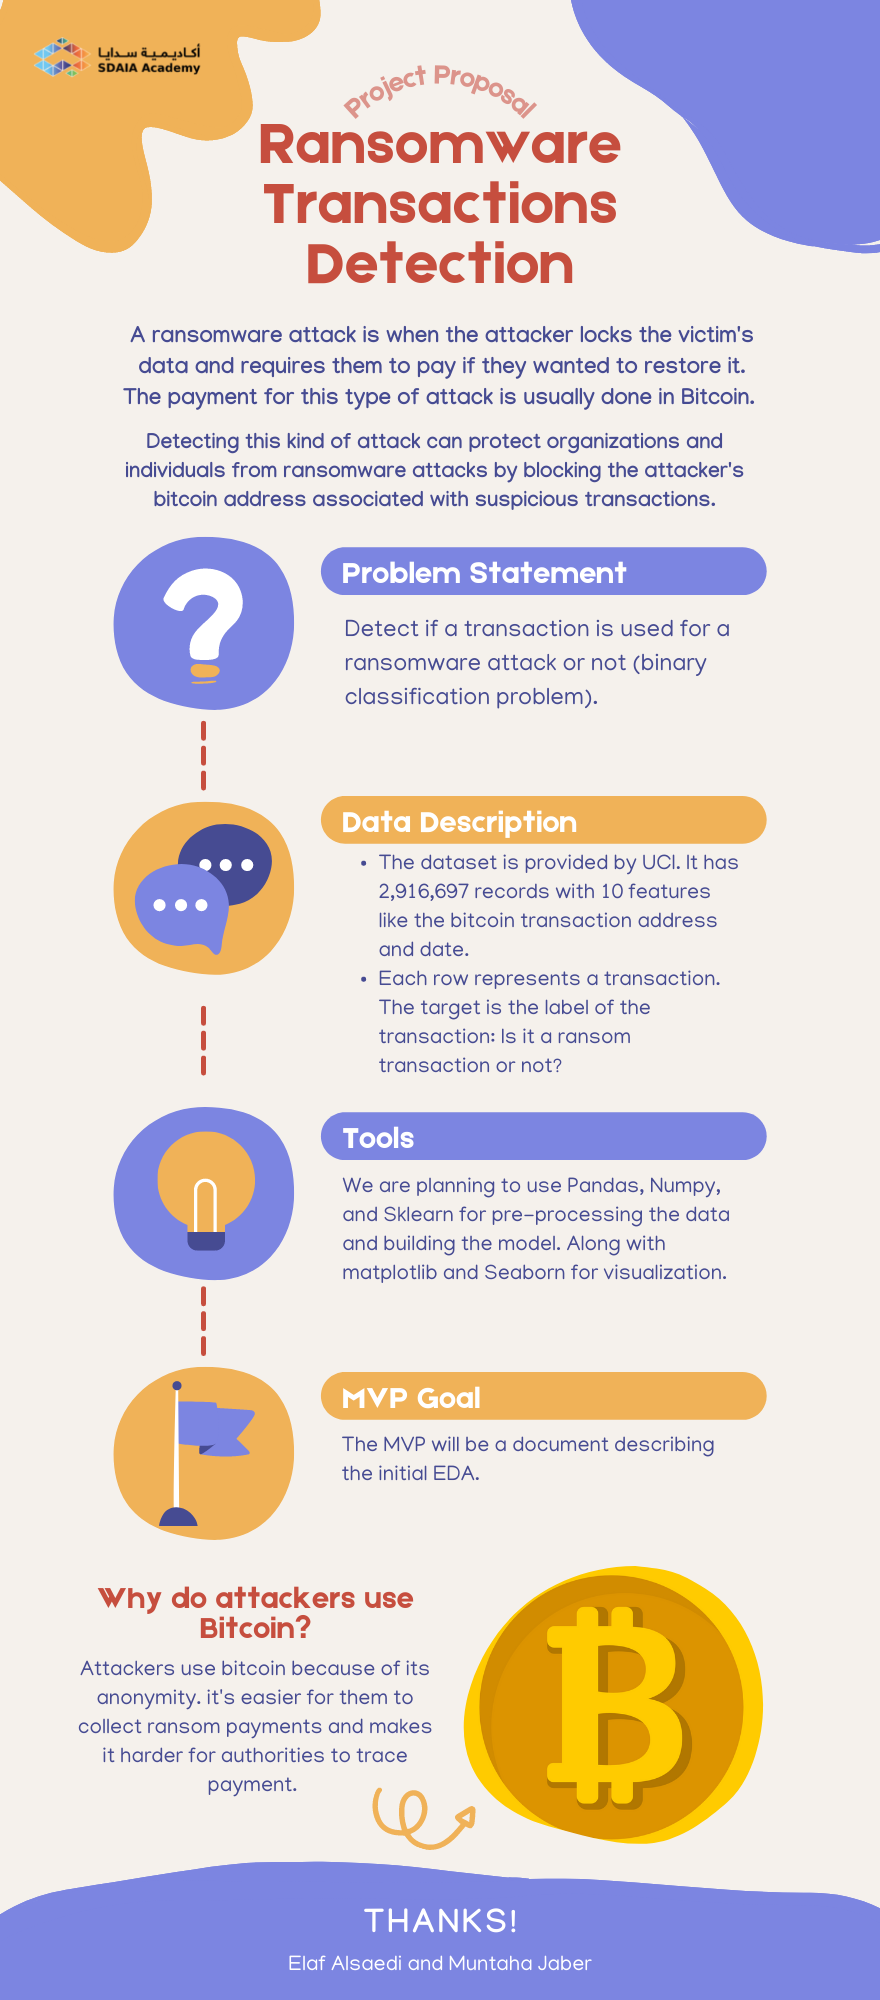 أكاديمية سدايا
SDAIA Academy
Project Proposal
Ransomware
Transactions
Detection
A ransomware attack is when the attacker locks the victim's
data and requires them to pay if they wanted to restore it.
The payment for this type of attack is usually done in Bitcoin.
Detecting this kind of attack can protect organizations and
individuals from ransomware attacks by blocking the attacker's
bitcoin address associated with suspicious transactions.
Problem Statement
Detect if a transaction is used for a
ransomware attack or not (binary
classification problem).
Data Description
• The dataset is provided by UCI. It has
2,916,697 records with 10 features
like the bitcoin transaction address
and date.
• Each row represents a transaction.
The target is the label of the
transaction: Is it a ransom
transaction or not?
Tools
We are planning to use Pandas, Numpy,
and Sklearn for pre-processing the data
and building the model. Along with
matplotlib and Seaborn for visualization.
MVP Goal
The MVP will be a document describing
the initial EDA.
Why do attackers use
Bitcoin?
Attackers use bitcoin because of its
anonymity. it's easier for them to
collect ransom payments and makes
it harder for authorities to trace
payment.
THANKS!
Elaf Alsaedi and Muntaha Jaber